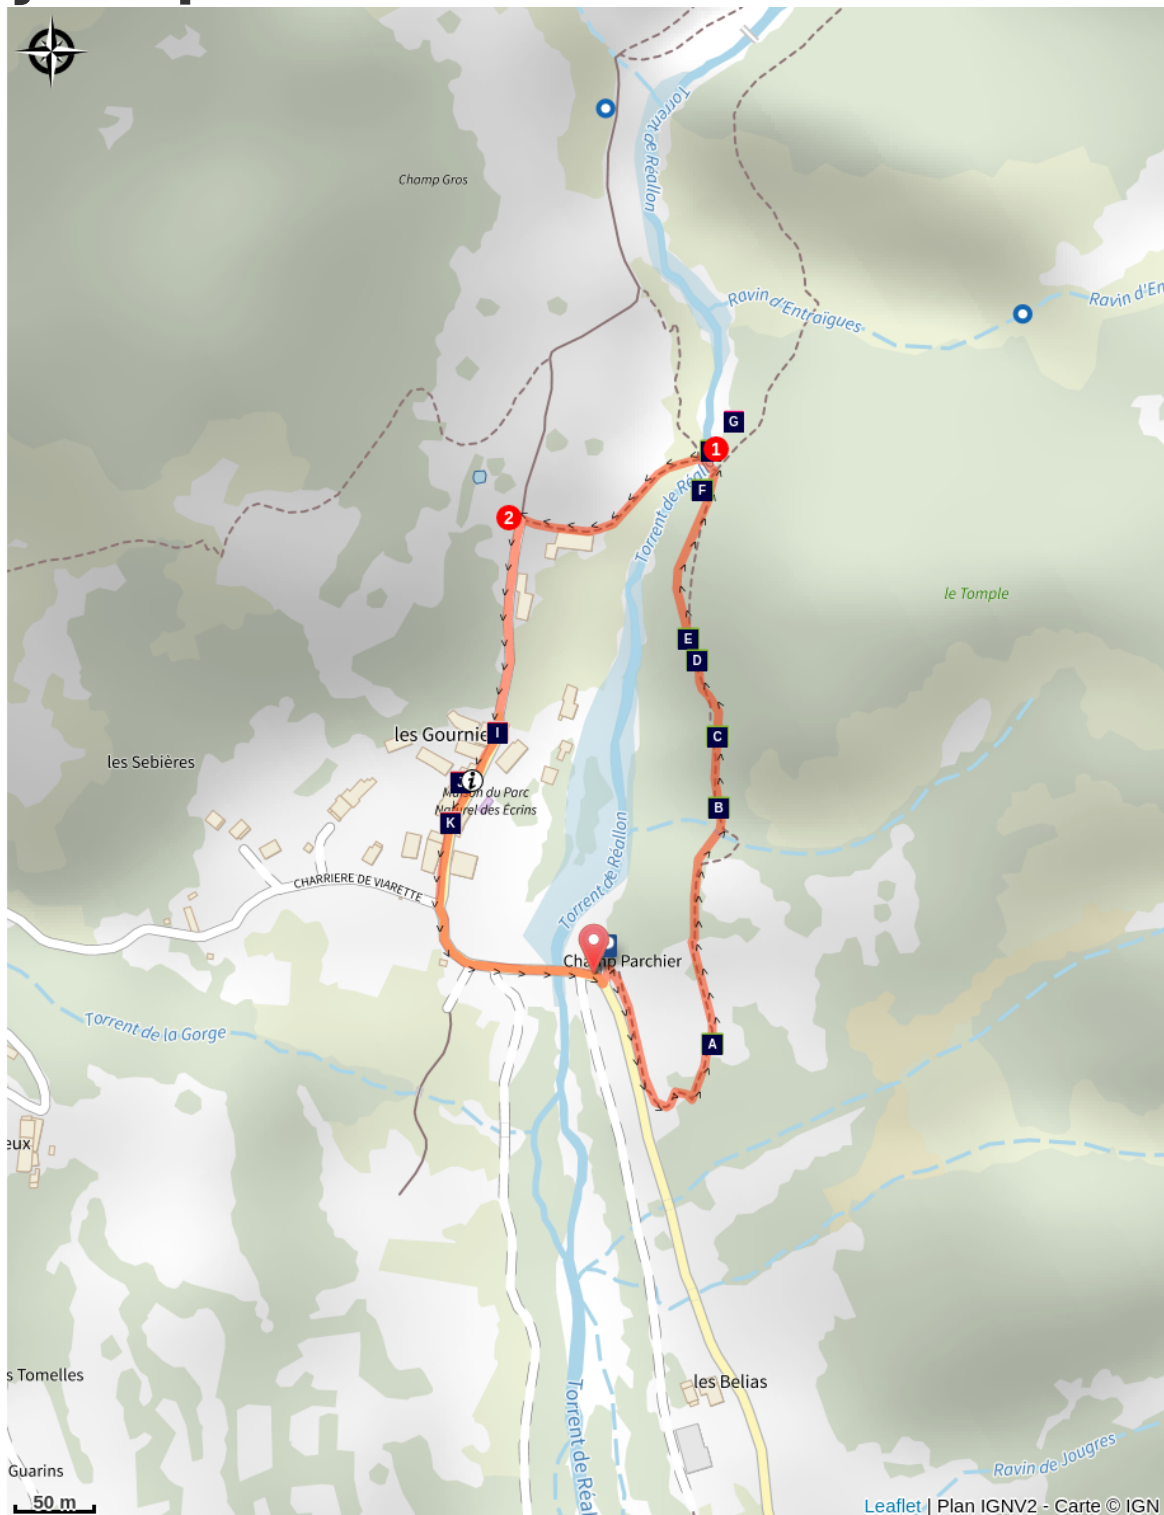 Torrent de Réallon
Champ Gros
Ravin d'Entraïgues
Ravin d'En
G
1
F
2
Torrent de Réallo
le Tomple
E
D
C
les Gournie
I
les Sebières
i
Maison du Parc
Naturel des Écrins
K
B
CHARRIERE DE VIARETTE
Torrent de Réallon
Champ Parchier
Torrent de la Gorge
A
eux
s Tomelles
les Belias
Torrent de Réal
Ravin de Jougres
Guarins
50 m
Leaflet | Plan IGNV2 - Carte © IGN